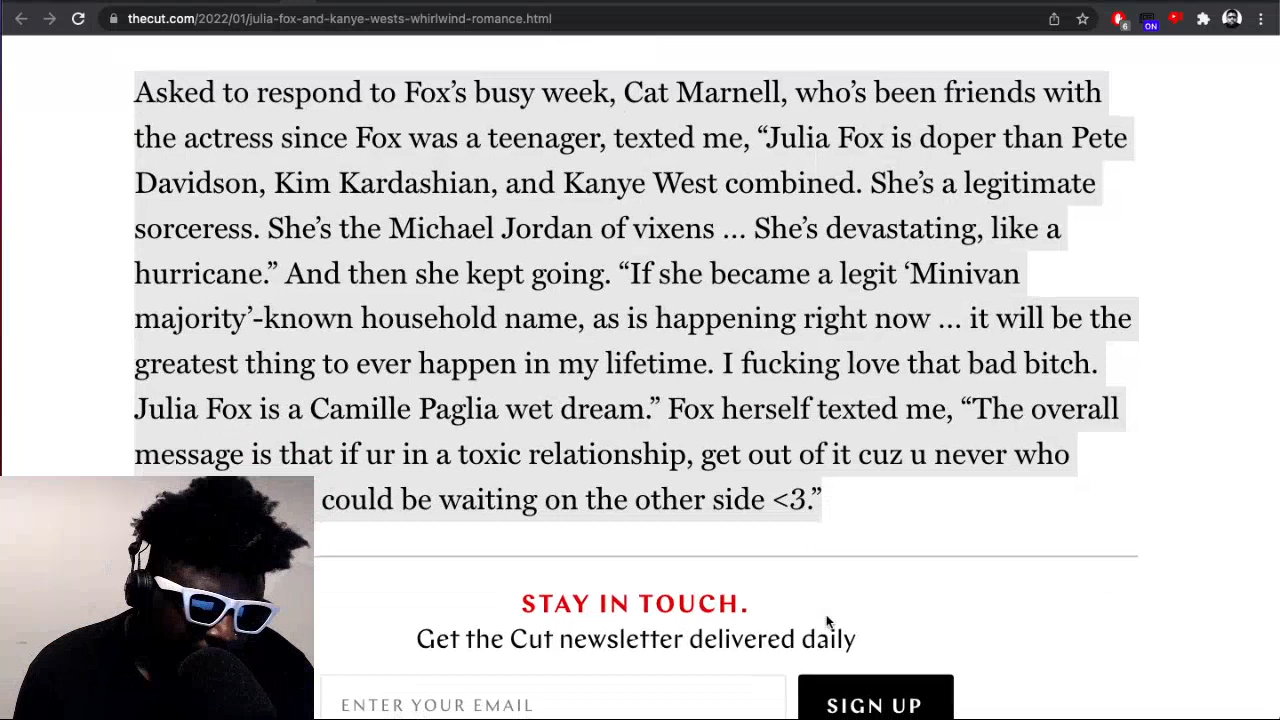 thecut.com/2022/01/julia-fox-and-kanye-wests-whirlwind-romance.html
6
ON
Asked to respond to Fox’s busy week, Cat Marnell, who’s been friends with
the actress since Fox was a teenager, texted me, “Julia Fox is doper than Pete
Davidson, Kim Kardashian, and Kanye West combined. She’s a legitimate
sorceress. She’s the Michael Jordan of vixens … She’s devastating, like a
hurricane.” And then she kept going. “If she became a legit ‘Minivan
majority’-known household name, as is happening right now … it will be the
greatest thing to ever happen in my lifetime. I fucking love that bad bitch.
Julia Fox is a Camille Paglia wet dream.” Fox herself texted me, “The overall
message is that if ur in a toxic relationship, get out of it cuz u never who
could be waiting on the other side <3.”
STAY IN TOUCH.
Get the Cut newsletter delivered daily
ENTER YOUR EMAIL
SIGN UP